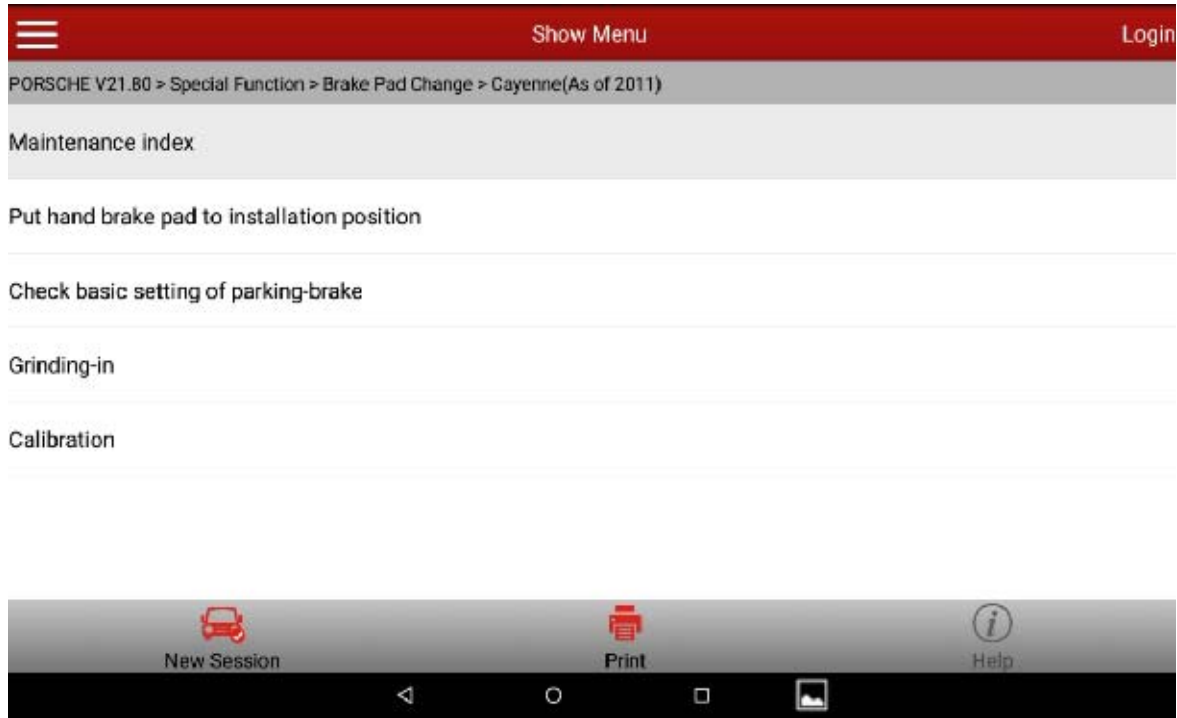 Show Menu
Login
PORSCHE V21.80 > Special Function > Brake Pad Change > Cayenne(As of 2011)
Maintenance index
Put hand brake pad to installation position
Check basic setting of parking-brake
Grinding-in
Calibration
New Session
Print
Help